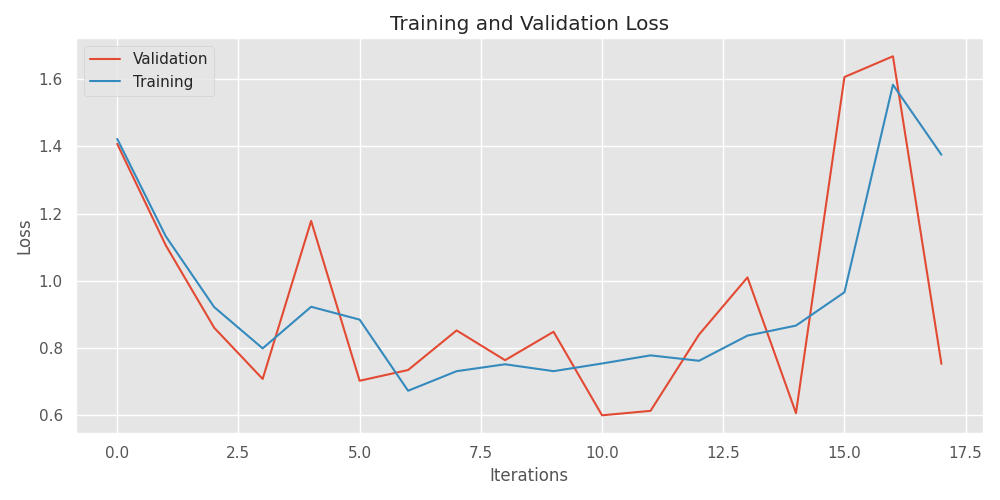 Training and Validation Loss
Validation
Training
Loss
1.6
1.4
1.2
1.0
0.8
0.6
0.0 2.5 5.0 7.5 10.0 12.5 15.0 17.5
Iterations